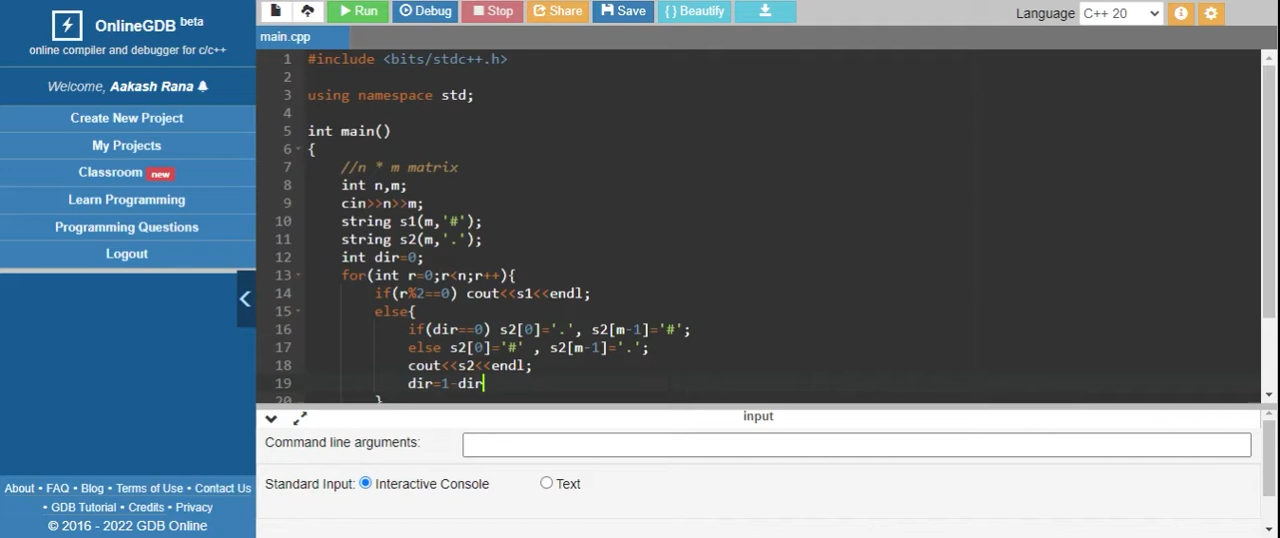 OnlineGDB beta
online compiler and debugger for c/c++
Welcome, Aakash Rana
Create New Project
My Projects
Classroom new
Learn Programming
Programming Questions
Logout
About • FAQ • Blog • Terms of Use • Contact Us
• GDB Tutorial • Credits • Privacy
© 2016 - 2022 GDB Online
Run Debug Stop Share Save { } Beautify Language C++ 20
main.cpp
1 #include <bits/stdc++.h>
2
3 using namespace std;
4
5 int main()
6 {
7 //n * m matrix
8 int n,m;
9 cin>>n>>m;
10 string s1(m,'#');
11 string s2(m,'.');
12 int dir=0;
13 for(int r=0;r<n;r++){
14 if(r%2==0) cout<<s1<<endl;
15 else{
16 if(dir==0) s2[0]='.', s2[m-1]='#';
17 else s2[0]='#' , s2[m-1]='.';
18 cout<<s2<<endl;
19 dir=1-dir
20 }
input
Command line arguments:
Standard Input: Interactive Console Text